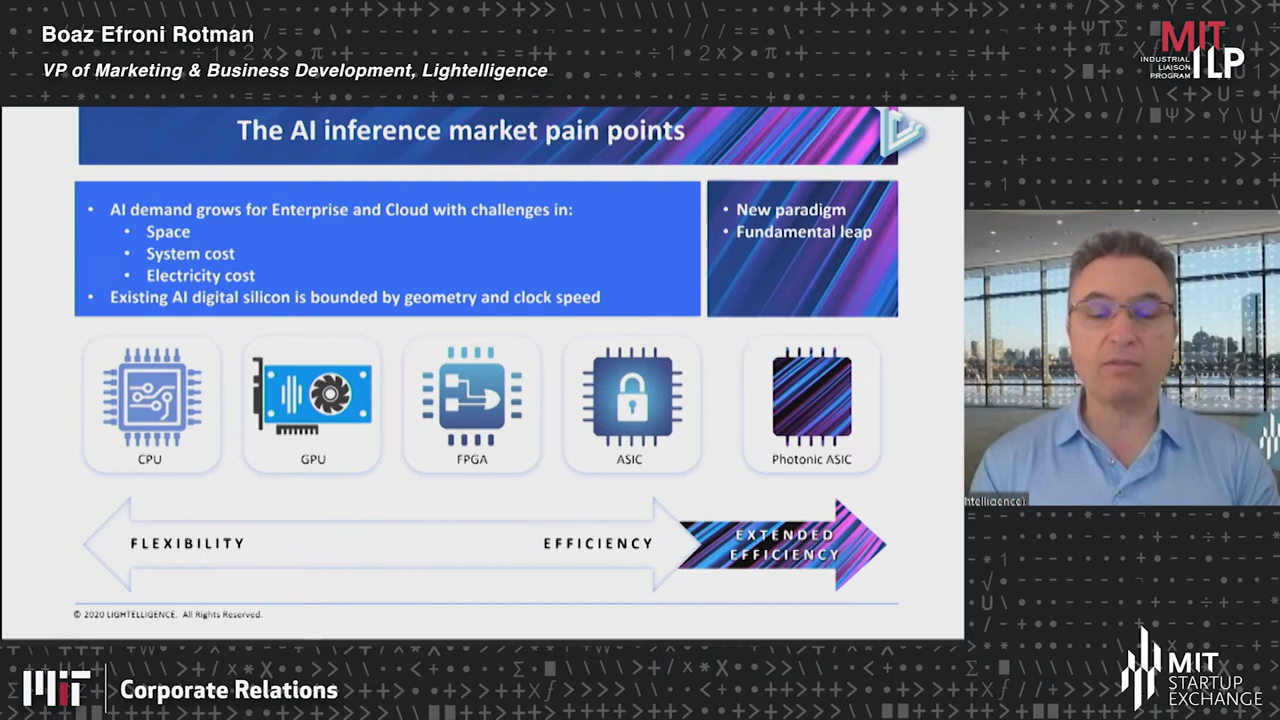 Boaz Efroni Rotman
VP of Marketing & Business Development, Lightelligence
MIT
INDUSTRIAL
LIAISON
PROGRAM
ILP
The AI inference market pain points
• AI demand grows for Enterprise and Cloud with challenges in:
• Space
• System cost
• Electricity cost
• Existing AI digital silicon is bounded by geometry and clock speed
• New paradigm
• Fundamental leap
CPU
GPU
FPGA
ASIC
Photonic ASIC
FLEXIBILITY
EFFICIENCY
EXTENDED
EFFICIENCY
© 2020 LIGHTELLIGENCE. All Rights Reserved.
htelligence)
MIT
Corporate Relations
MIT
STARTUP
EXCHANGE